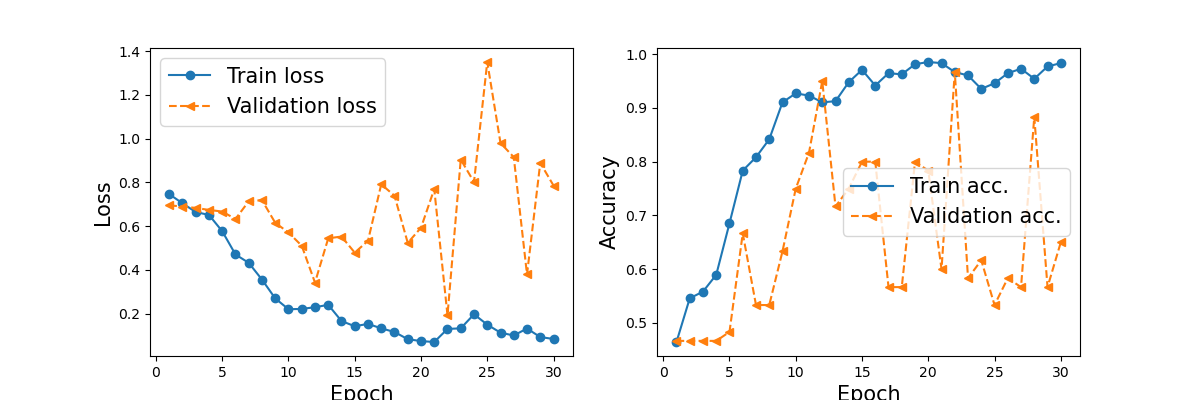 1.4
1.2
1.0
0.8
0.6
0.4
0.2
Loss
Train loss
Validation loss
0 5 10 15 20 25 30
Epoch
1.0
0.9
0.8
0.7
0.6
0.5
Accuracy
Train acc.
Validation acc.
0 5 10 15 20 25 30
Epoch